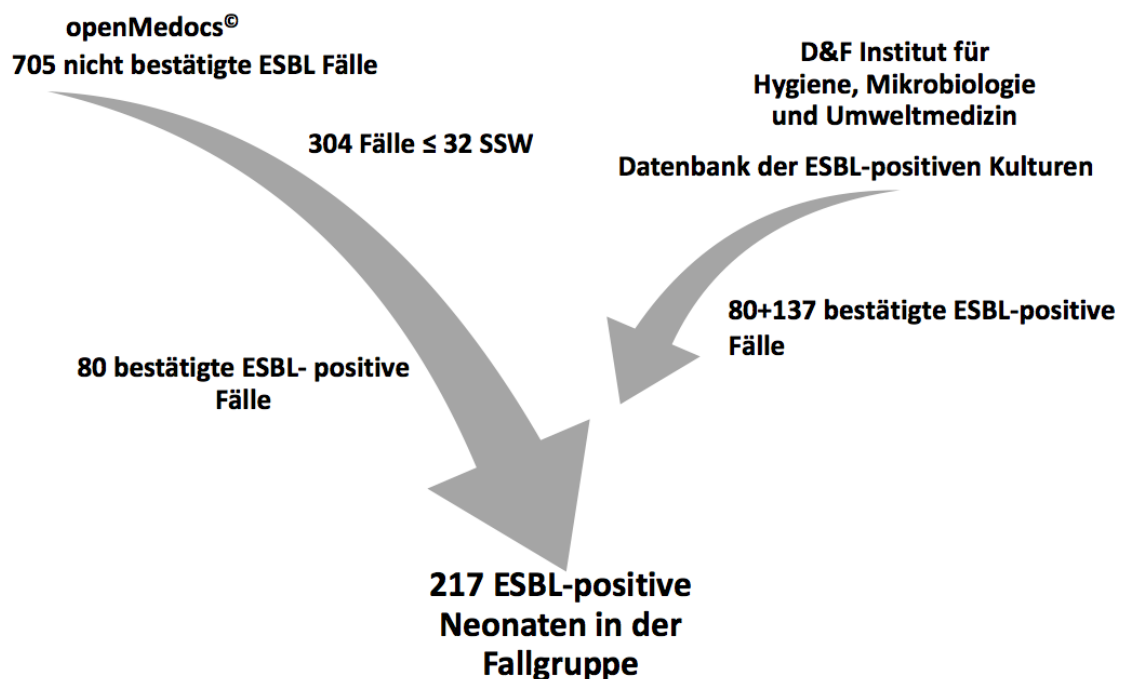 openMedocs©
705 nicht bestätigte ESBL Fälle
304 Fälle ≤ 32 SSW
80 bestätigte ESBL- positive
Fälle
D&F Institut für
Hygiene, Mikrobiologie
und Umweltmedizin
Datenbank der ESBL-positiven Kulturen
80+137 bestätigte ESBL-positive
Fälle
217 ESBL-positive
Neonaten in der
Fallgruppe